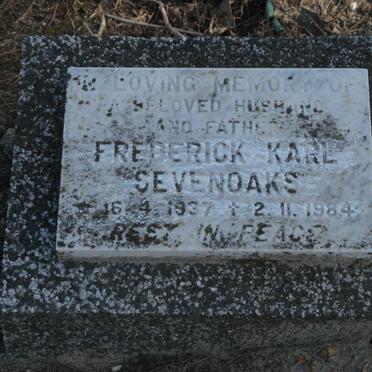 IN LOVING MEMORY OF
A BELOVED HUSBAND
AND FATHER
FREDERICK KARL
SEVENOAKS
* 16.4.1937 † 2.11.1984
REST IN PEACE